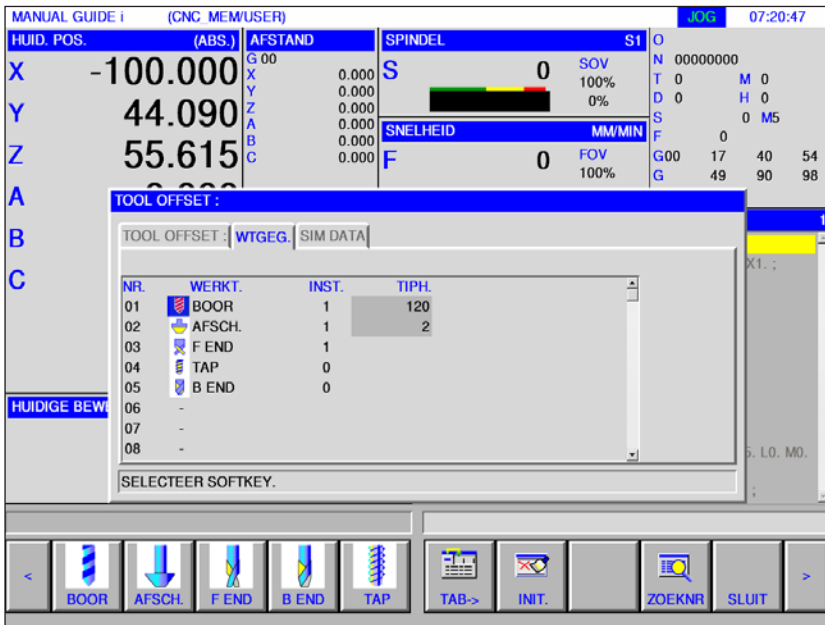 MANUAL GUIDE i (CNC_MEM/USER) JOG 07:20:47
HUID. POS. (ABS.)
X -100.000
Y 44.090
Z 55.615
A
B
C
AFSTAND
G 00
X 0.000
Y 0.000
Z 0.000
A 0.000
B 0.000
C 0.000
SPINDEL S1
S 0 SOV
100%
0%
SNELHEID MM/MIN
F 0 FOV
100%
O
N 00000000
T 0 M 0
D 0 H 0
S 0 M5
F 0
G00 17 40 54
G 49 90 98
1
X1. ;
TOOL OFFSET :
TOOL OFFSET : WTGEG. SIM DATA
NR. WERKT. INST. TIPH.
01 BOOR 1 120
02 AFSCH. 1 2
03 F END 1
04 TAP 0
05 B END 0
06 -
07 -
08 -
SELECTEER SOFTKEY.
HUIDIGE BEWE
. L0. M0.
;
< BOOR AFSCH. F END B END TAP TAB-> INIT. ZOEKNR SLUIT >